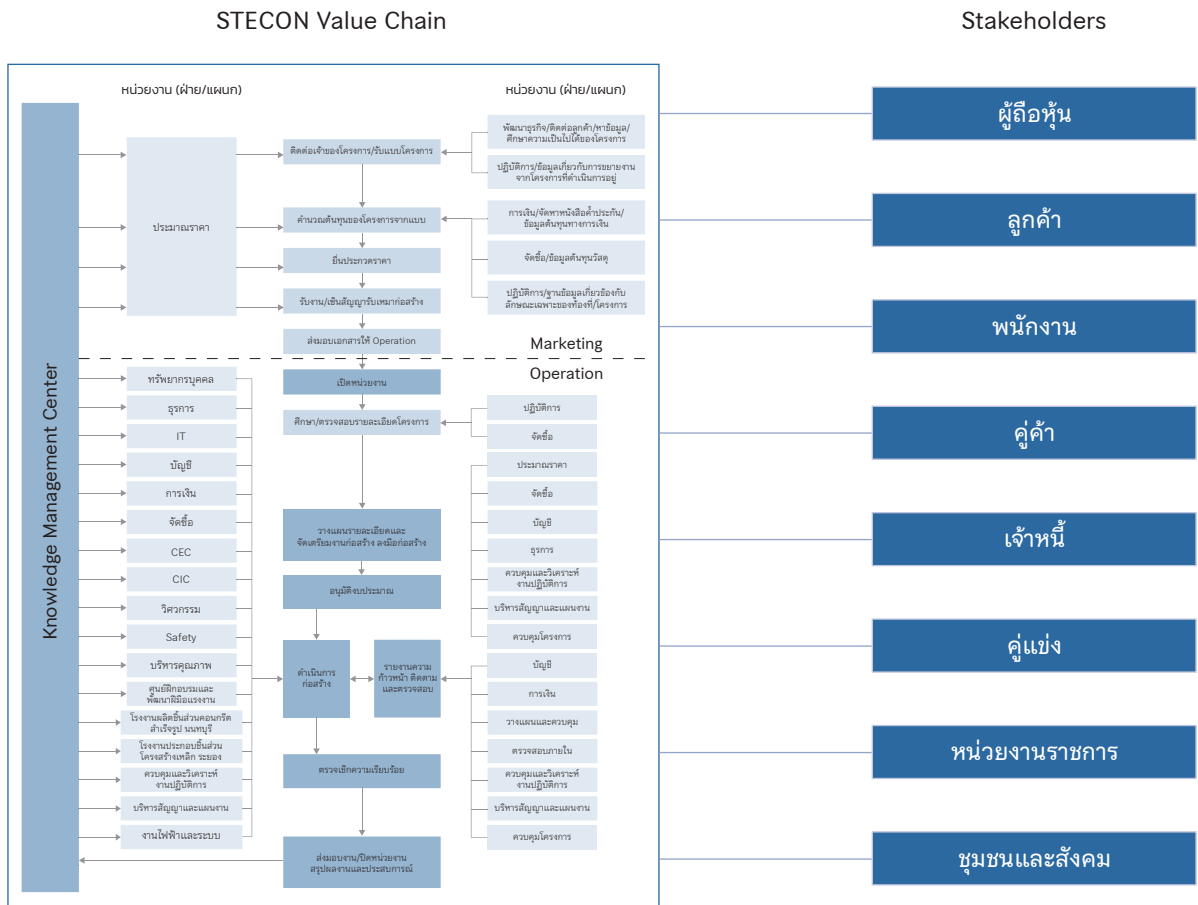 STECON Value Chain
Stakeholders
หน่วยงาน (ฝ่าย/แผนก)
หน่วยงาน (ฝ่าย/แผนก)
Knowledge Management Center
ประมาณราคา
ติดต่อเจ้าของโครงการ/รับแบบโครงการ
คำนวณต้นทุนของโครงการจากแบบ
ยื่นประกวดราคา
รับงาน/เซ็นสัญญารับเหมาก่อสร้าง
ส่งมอบเอกสารให้ Operation
พัฒนาธุรกิจ/ติดต่อลูกค้า/หาข้อมูล/
ศึกษาความเป็นไปได้ของโครงการ
ปฏิบัติการ/ข้อมูลเกี่ยวกับการขยายงาน
จากโครงการที่ดำเนินการอยู่
การเงิน/จัดหาหนังสือค้ำประกัน/
ข้อมูลต้นทุนทางการเงิน
จัดซื้อ/ข้อมูลต้นทุนวัสดุ
ปฏิบัติการ/ฐานข้อมูลเกี่ยวข้องกับ
ลักษณะเฉพาะของท้องที่/โครงการ
Marketing
Operation
ทรัพยากรบุคคล
ธุรการ
IT
บัญชี
การเงิน
จัดซื้อ
CEC
CIC
วิศวกรรม
Safety
บริหารคุณภาพ
ศูนย์ฝึกอบรมและ
พัฒนาฝีมือแรงงาน
โรงงานผลิตชิ้นส่วนคอนกรีต
สำเร็จรูป นนทบุรี
โรงงานประกอบชิ้นส่วน
โครงสร้างเหล็ก ระยอง
ควบคุมและวิเคราะห์
งานปฏิบัติการ
บริหารสัญญาและแผนงาน
งานไฟฟ้าและระบบ
เปิดหน่วยงาน
ศึกษา/ตรวจสอบรายละเอียดโครงการ
วางแผนรายละเอียดและ
จัดเตรียมงานก่อสร้าง ลงมือก่อสร้าง
อนุมัติงบประมาณ
ดำเนินการ
ก่อสร้าง
รายงานความ
ก้าวหน้า ติดตาม
และตรวจสอบ
ตรวจเช็กความเรียบร้อย
ส่งมอบงาน/ปิดหน่วยงาน
สรุปผลงานและประสบการณ์
ปฏิบัติการ
จัดซื้อ
ประมาณราคา
จัดซื้อ
บัญชี
ธุรการ
ควบคุมและวิเคราะห์
งานปฏิบัติการ
บริหารสัญญาและแผนงาน
ควบคุมโครงการ
บัญชี
การเงิน
วางแผนและควบคุม
ตรวจสอบภายใน
ควบคุมและวิเคราะห์
งานปฏิบัติการ
บริหารสัญญาและแผนงาน
ควบคุมโครงการ
ผู้ถือหุ้น
ลูกค้า
พนักงาน
คู่ค้า
เจ้าหนี้
คู่แข่ง
หน่วยงานราชการ
ชุมชนและสังคม